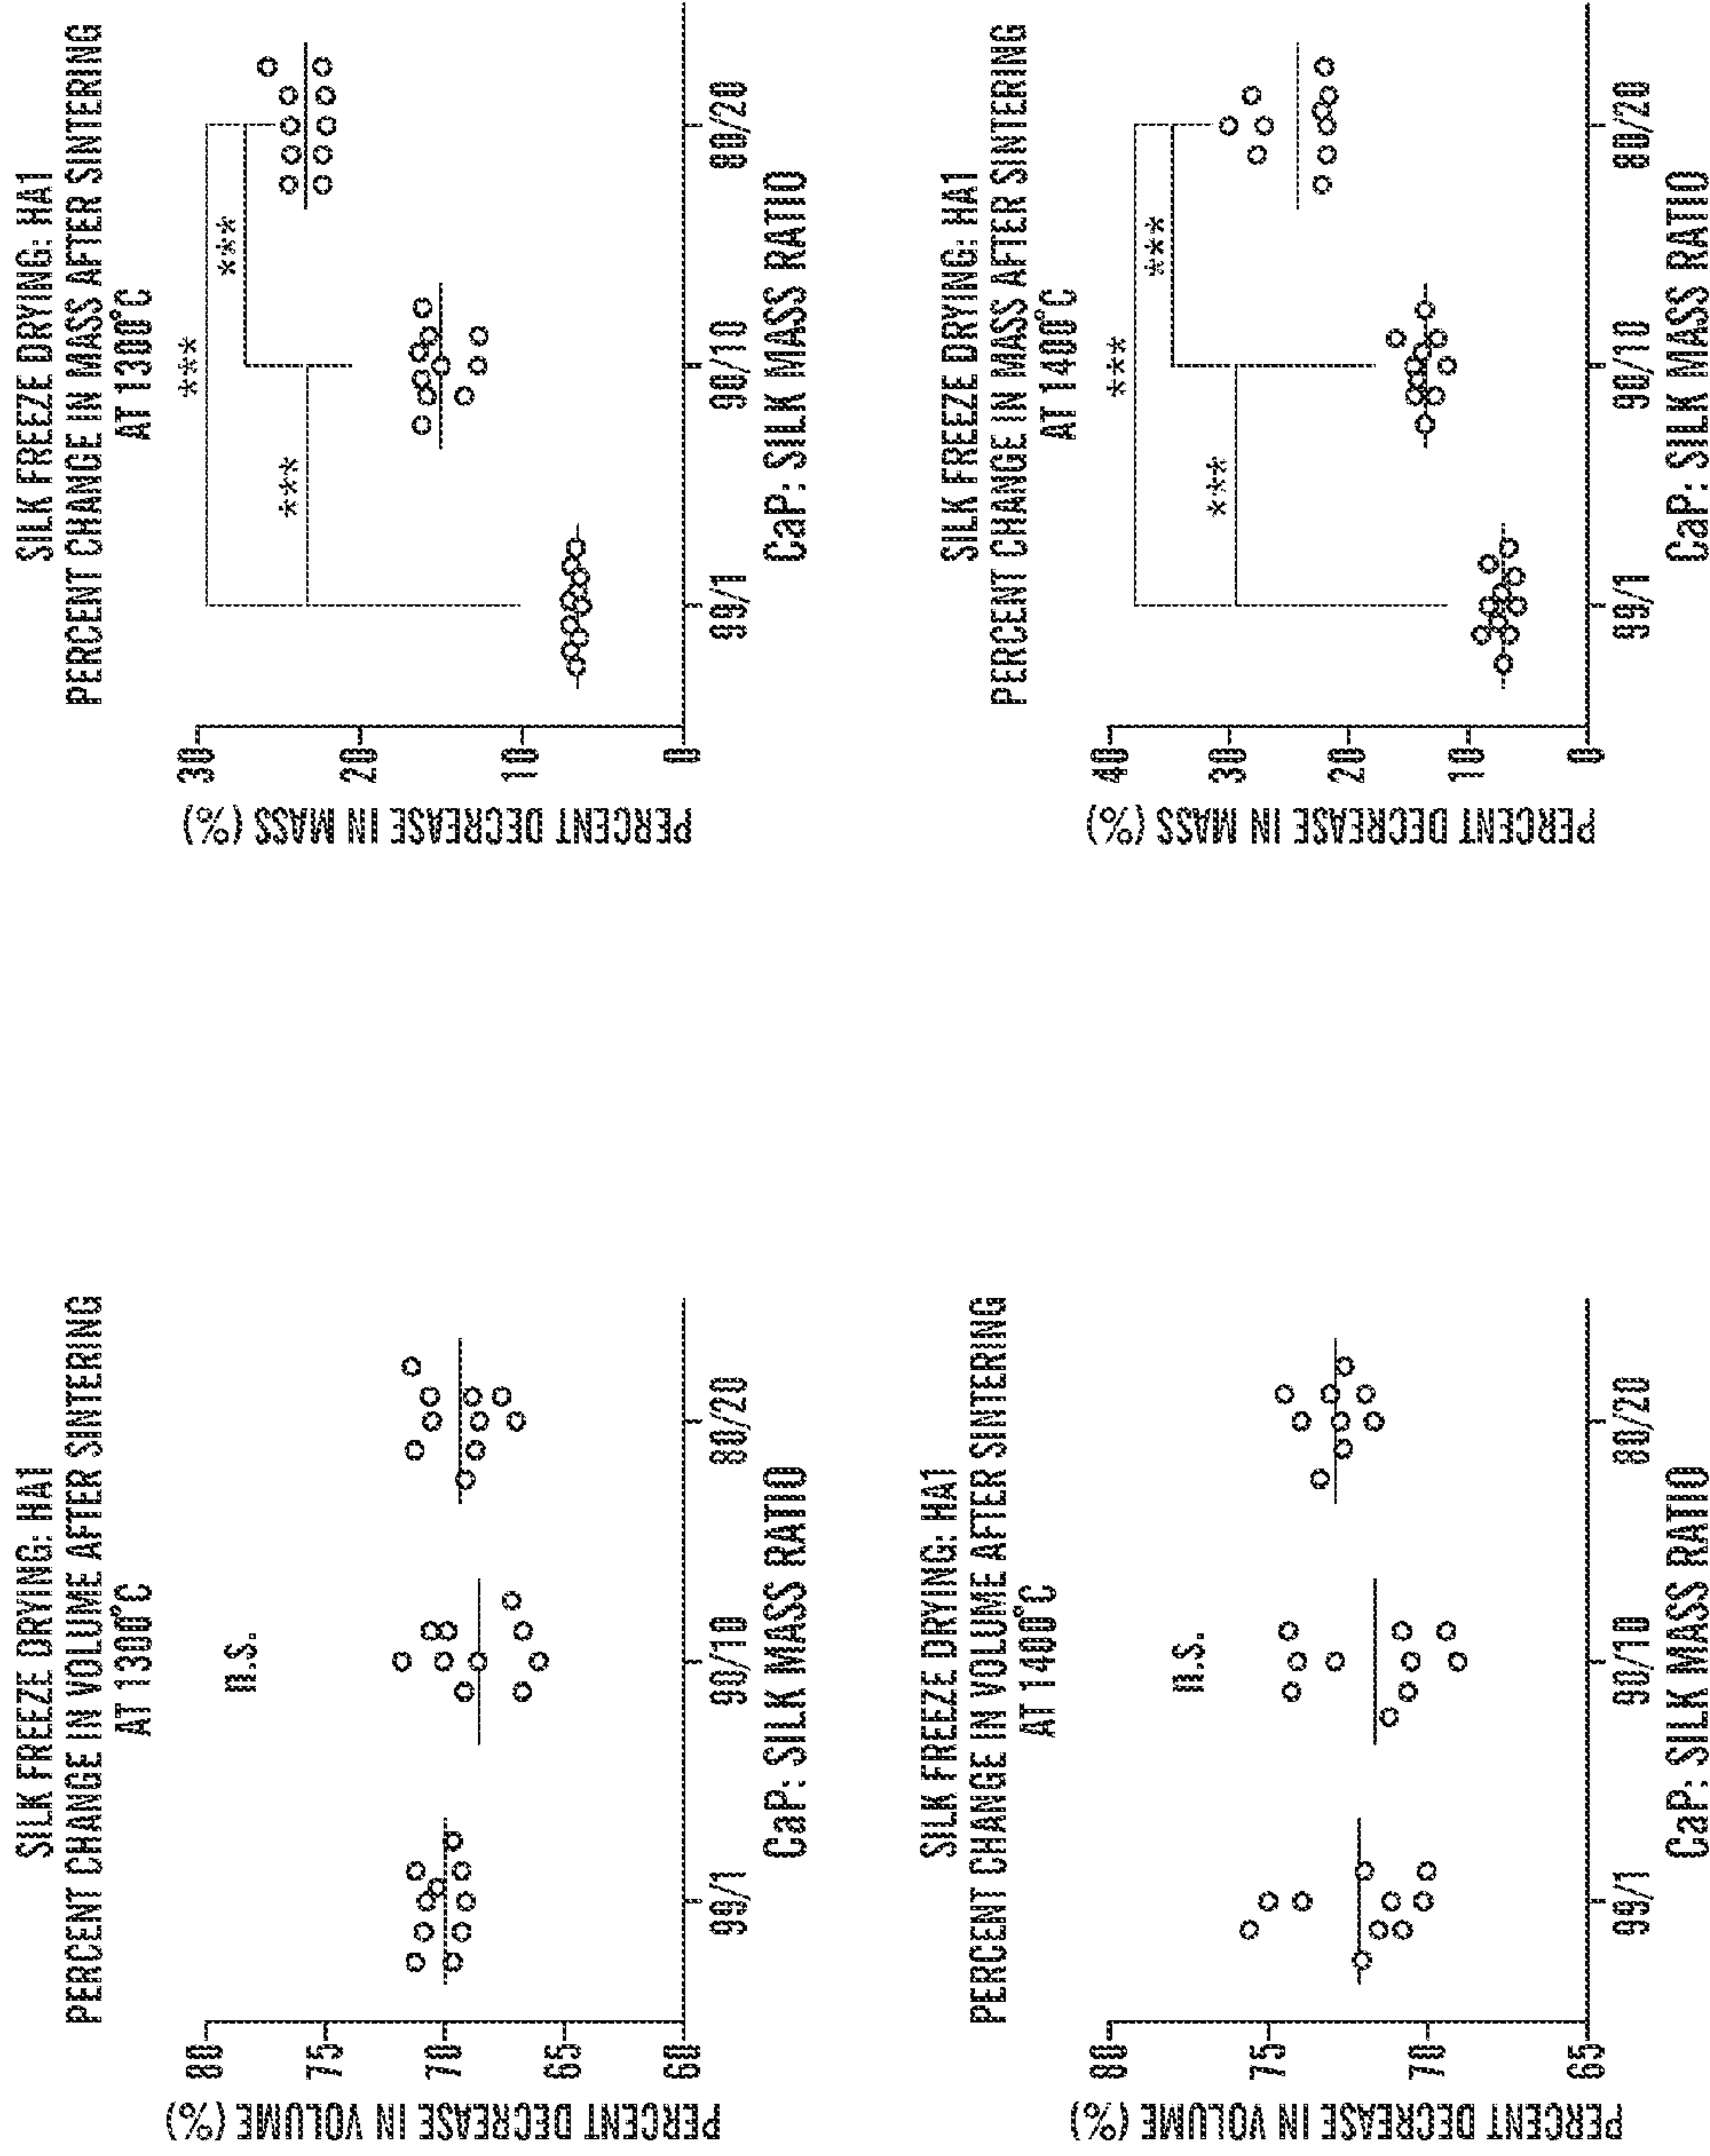 SILK FREEZE DRYING: HA1
PERCENT CHANGE IN VOLUME AFTER SINTERING
AT 1300°C
n.s.
PERCENT DECREASE IN VOLUME (%)
80
75
70
65
60
99/1
90/10
80/20
CaP: SILK MASS RATIO
SILK FREEZE DRYING: HA1
PERCENT CHANGE IN MASS AFTER SINTERING
AT 1300°C
***
***
***
PERCENT DECREASE IN MASS (%)
30
20
10
0
99/1
90/10
80/20
CaP: SILK MASS RATIO
SILK FREEZE DRYING: HA1
PERCENT CHANGE IN VOLUME AFTER SINTERING
AT 1400°C
n.s.
PERCENT DECREASE IN VOLUME (%)
80
75
70
65
99/1
90/10
80/20
CaP: SILK MASS RATIO
SILK FREEZE DRYING: HA1
PERCENT CHANGE IN MASS AFTER SINTERING
AT 1400°C
***
***
***
PERCENT DECREASE IN MASS (%)
40
30
20
10
0
99/1
90/10
80/20
CaP: SILK MASS RATIO